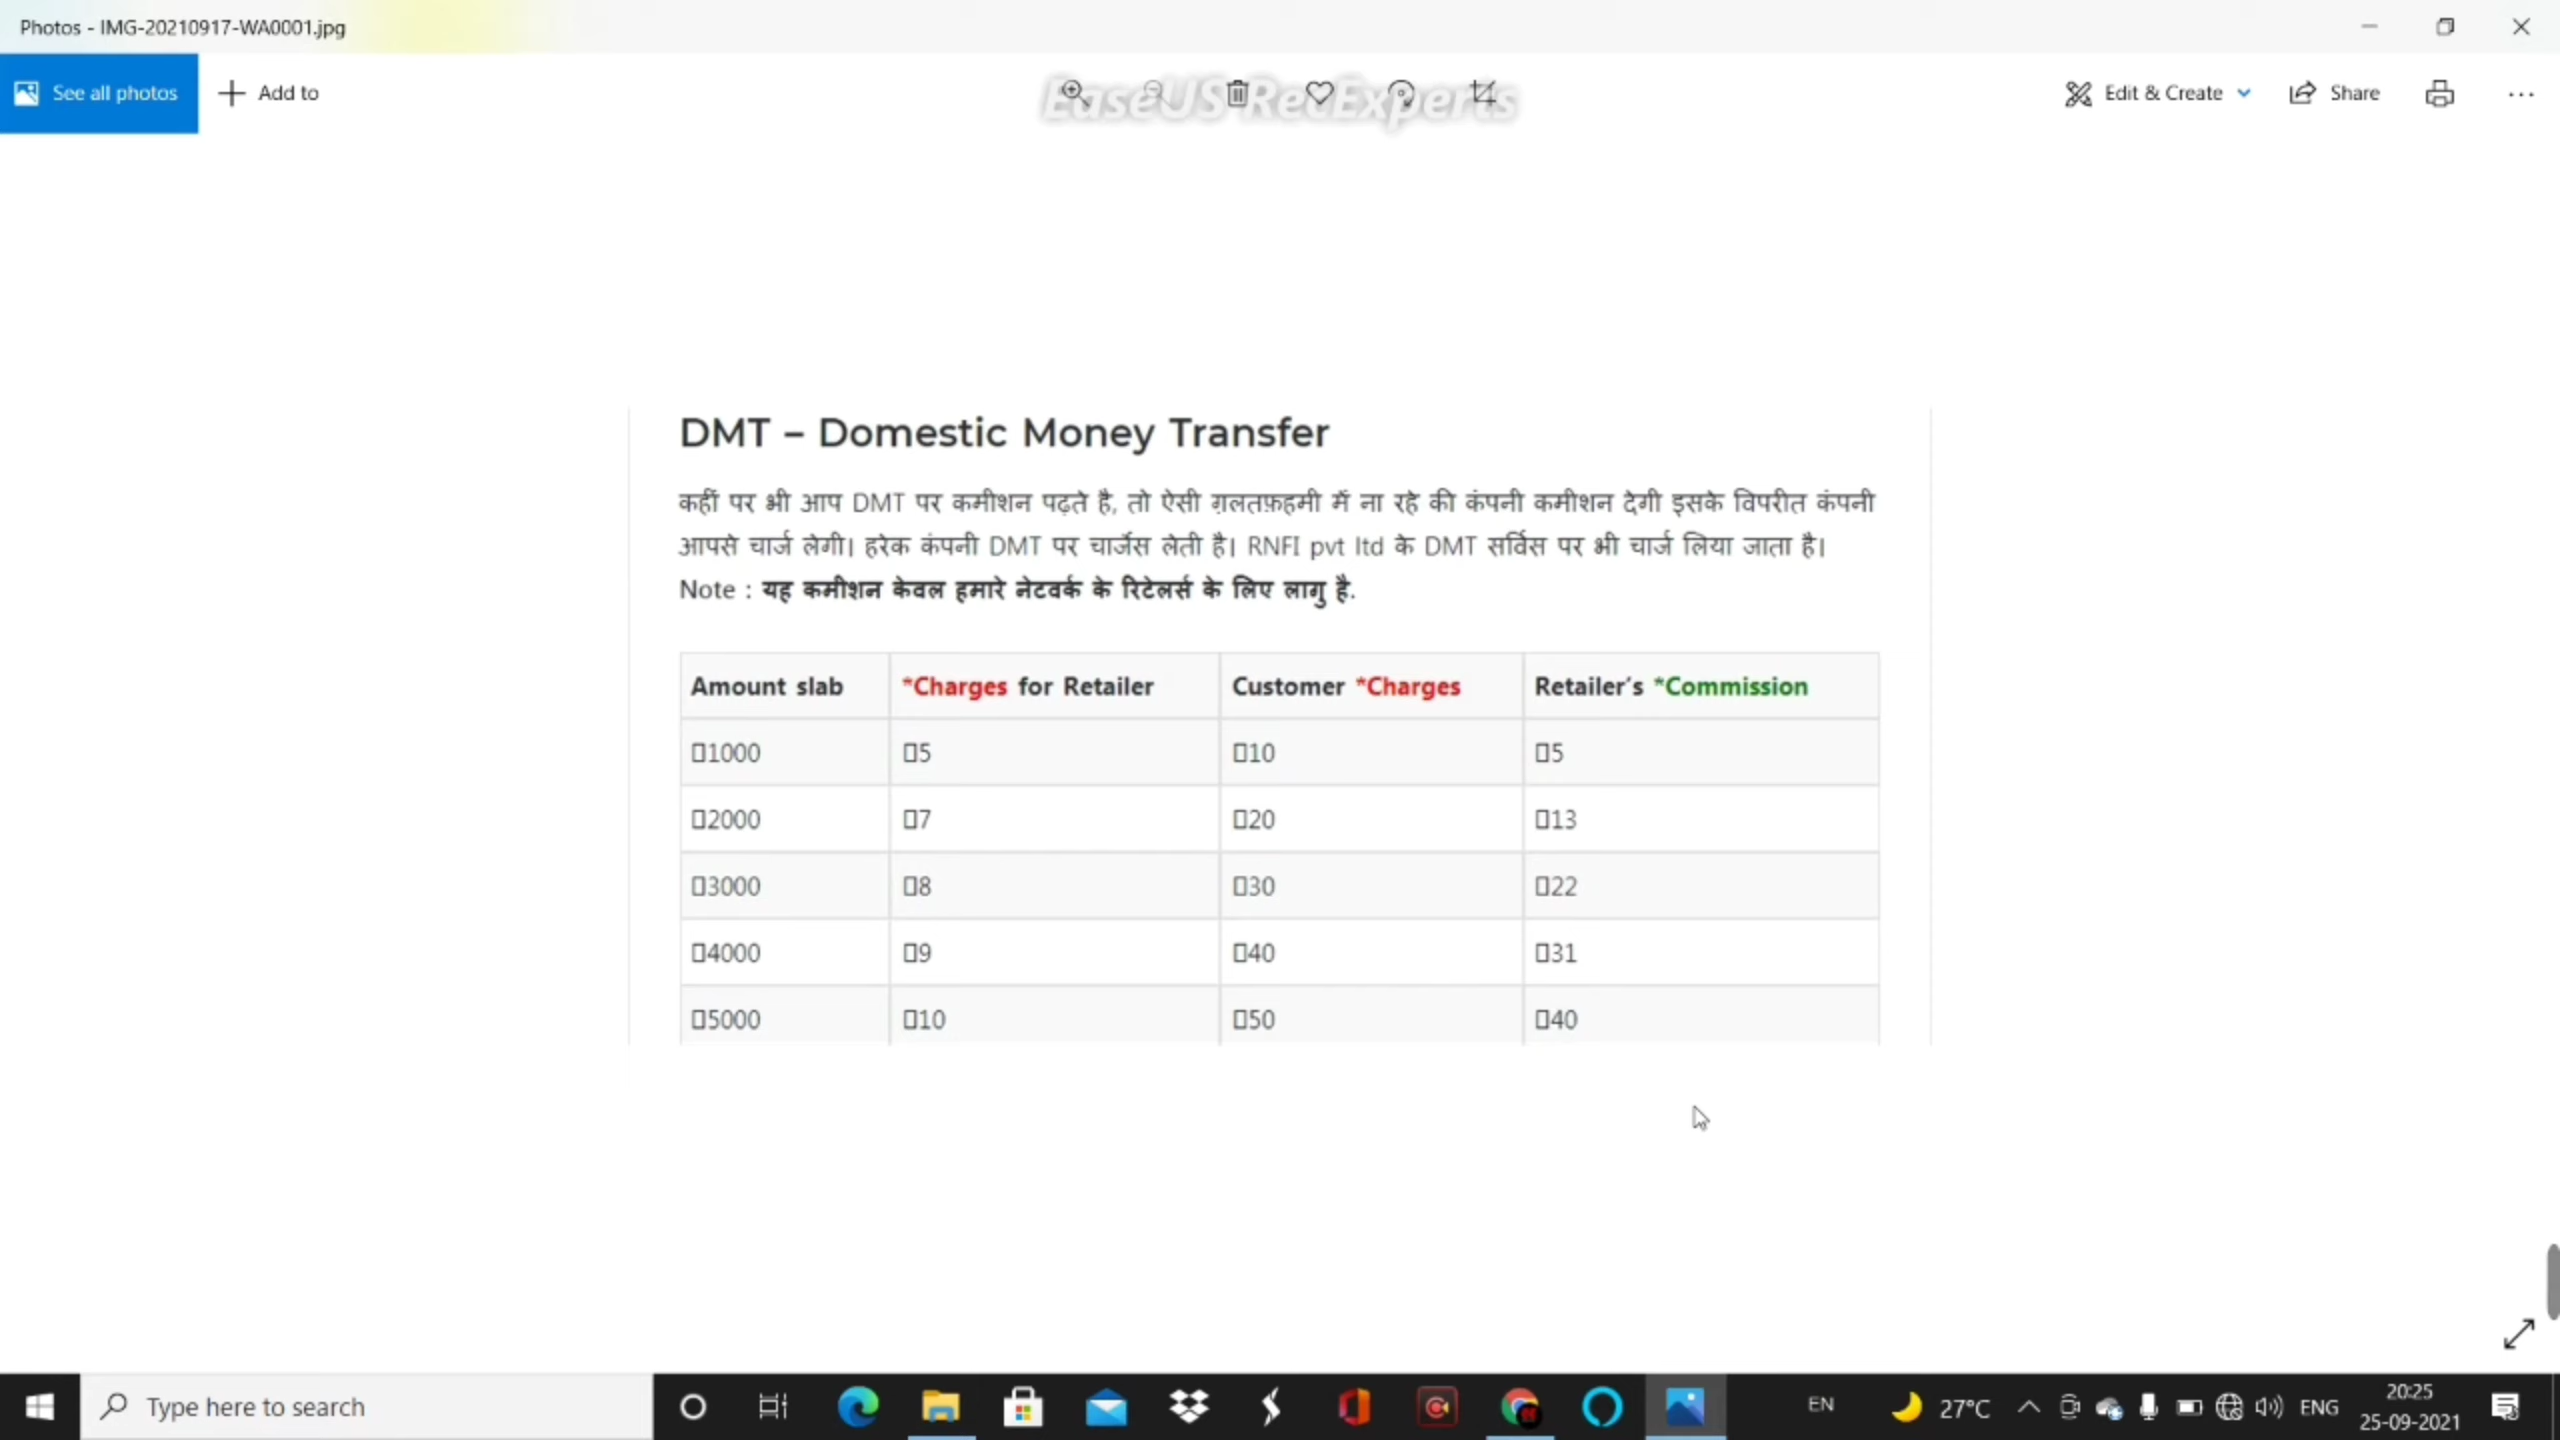 Photos - IMG-20210917-WA0001.jpg
See all photos
Add to
EaseUS RecExperts
Edit & Create
Share
DMT – Domestic Money Transfer
कहीं पर भी आप DMT पर कमीशन पढ़ते है, तो ऐसी ग़लतफ़हमी में ना रहे की कंपनी कमीशन देगी इसके विपरीत कंपनी
आपसे चार्ज लेगी। हरेक कंपनी DMT पर चार्जेस लेती है। RNFI pvt ltd के DMT सर्विस पर भी चार्ज लिया जाता है।
Note : यह कमीशन केवल हमारे नेटवर्क के रिटेलर्स के लिए लागु है.
Amount slab *Charges for Retailer Customer *Charges Retailer's *Commission
▯1000 ▯5 ▯10 ▯5
▯2000 ▯7 ▯20 ▯13
▯3000 ▯8 ▯30 ▯22
▯4000 ▯9 ▯40 ▯31
▯5000 ▯10 ▯50 ▯40
Type here to search
EN
27°C
ENG
20:25
25-09-2021